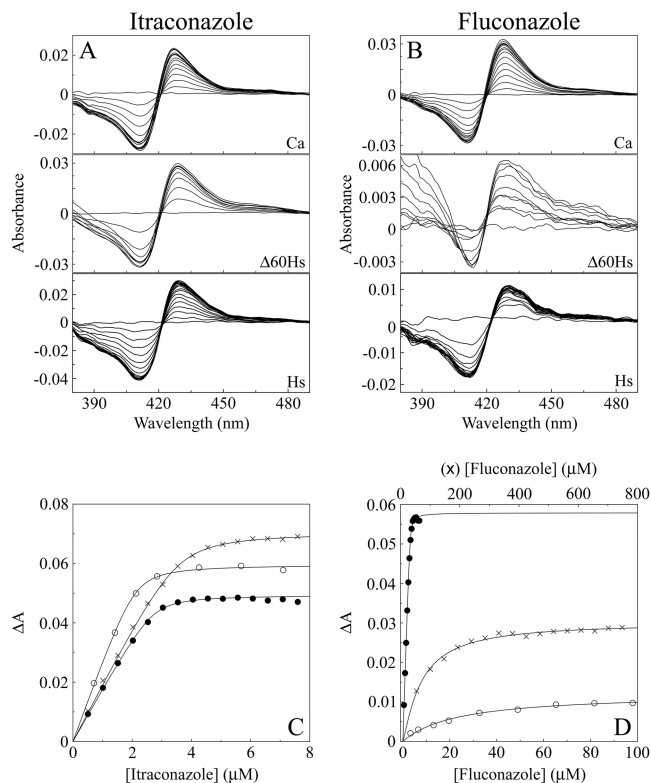 Itraconazole
Fluconazole
A
0.02
0
-0.02
Ca
B
0.03
0
-0.03
Ca
Absorbance
0.03
0
-0.03
Δ60Hs
Absorbance
0.006
0.003
0
-0.003
Δ60Hs
0.02
0
-0.02
-0.04
Hs
0.01
0
-0.01
-0.02
Hs
390 420 450 480
Wavelength (nm)
390 420 450 480
Wavelength (nm)
ΔA
0.08
0.06
0.04
0.02
0
C
0 2 4 6 8
[Itraconazole] (µM)
(x) [Fluconazole] (µM)
0 200 400 600 800
ΔA
0.06
0.05
0.04
0.03
0.02
0.01
0
D
0 20 40 60 80 100
[Fluconazole] (µM)